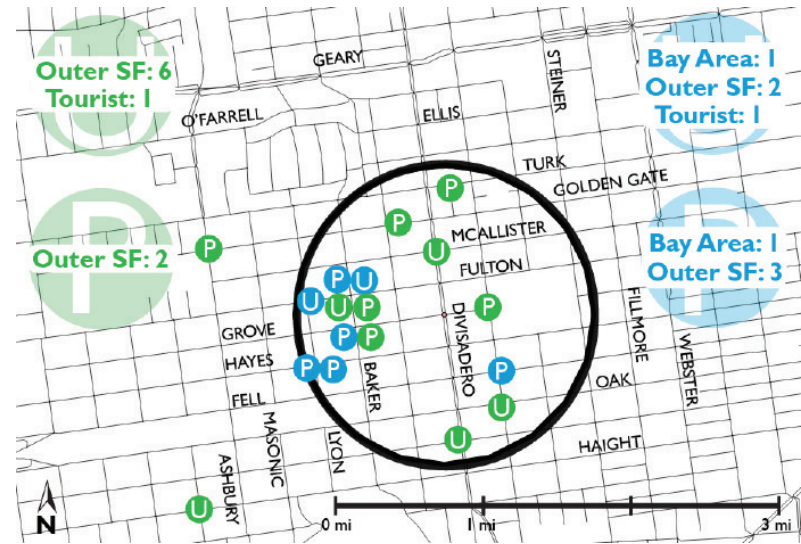 GEARY
STEINER
Outer SF: 6
Tourist: 1
Bay Area: 1
Outer SF: 2
Tourist: 1
U
U
O'FARRELL
ELLIS
TURK
GOLDEN GATE
P
P
MCALLISTER
P
U
FULTON
P
Outer SF: 2
P
Bay Area: 1
Outer SF: 3
P
U
U
U
P
P
DIVISADERO
FILLMORE
WEBSTER
GROVE
P
P
HAYES
P
P
P
BAKER
OAK
FELL
U
MASONIC
LYON
U
HAIGHT
ASHBURY
U
N
0 mi
1 mi
3 mi